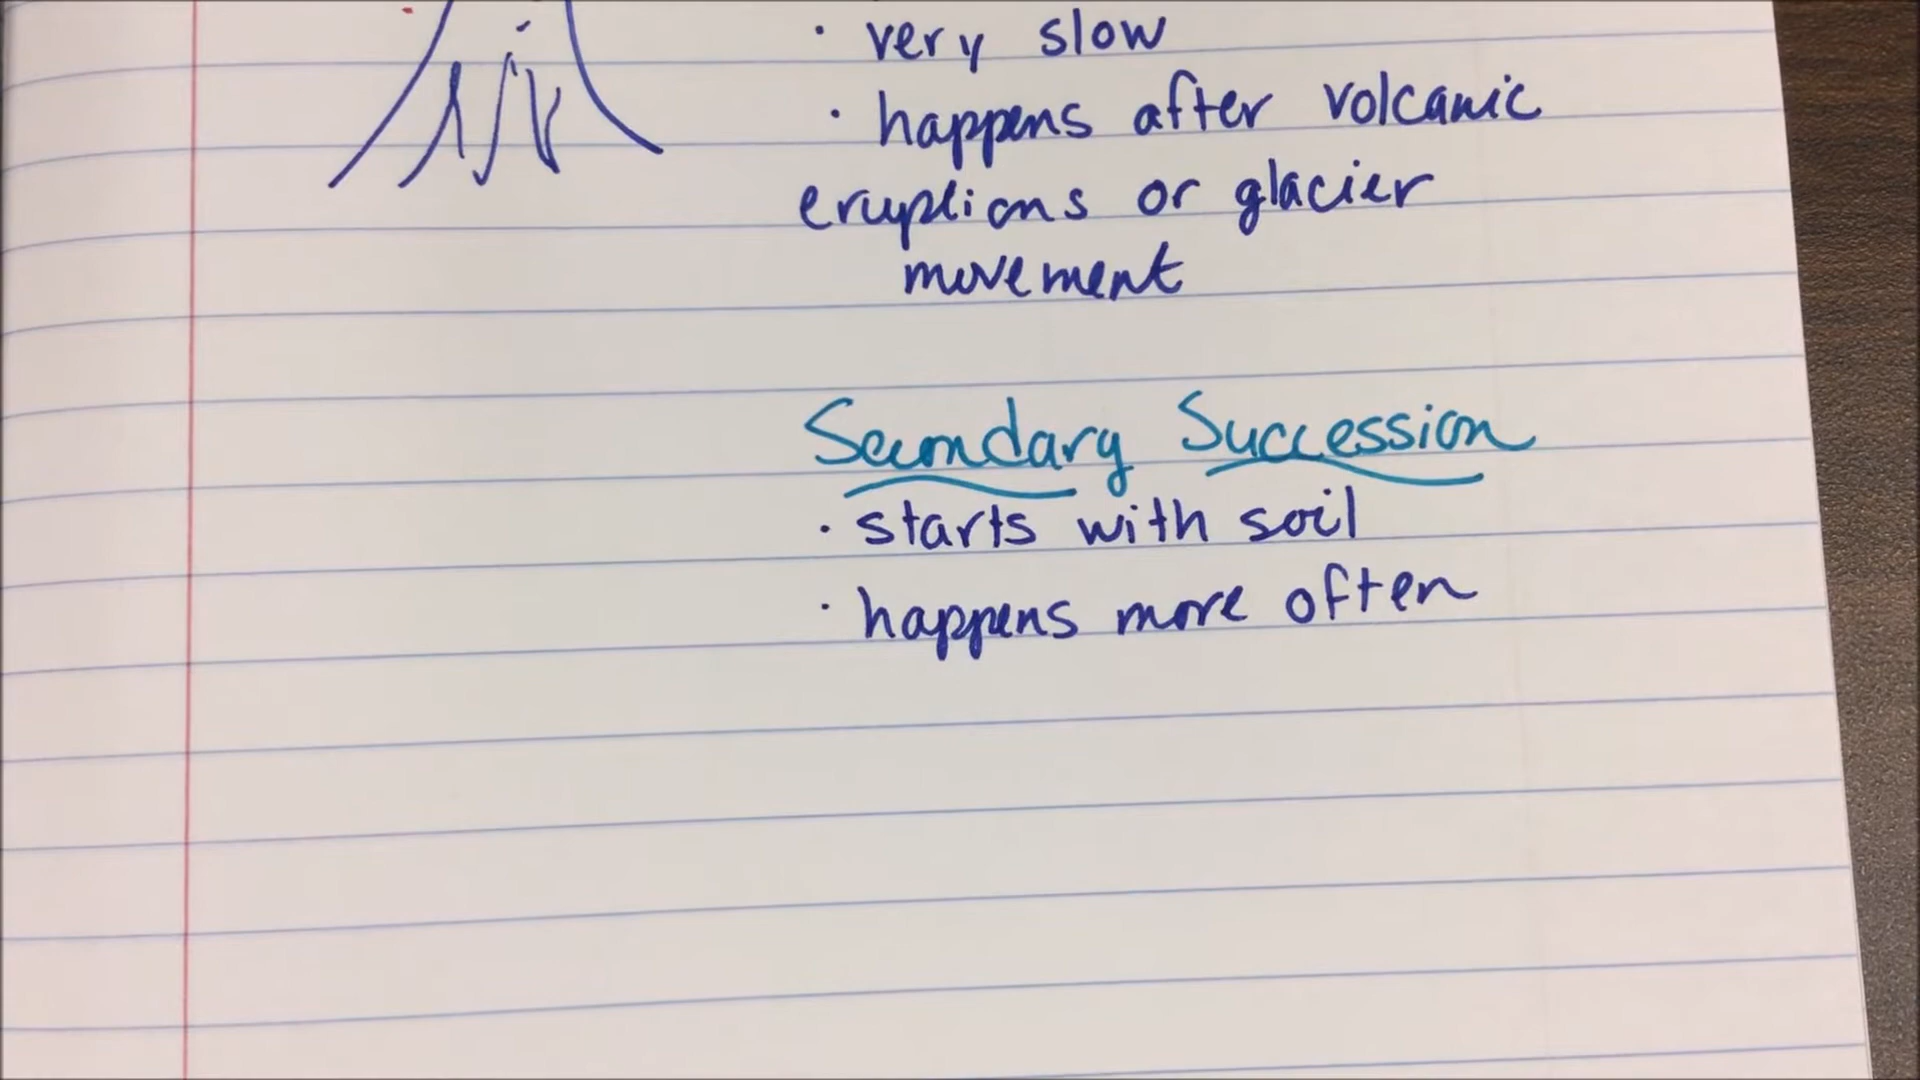 · very slow
· happens after volcanic
eruptions or glacier
movement
Secondary Succession
· starts with soil
· happens more often